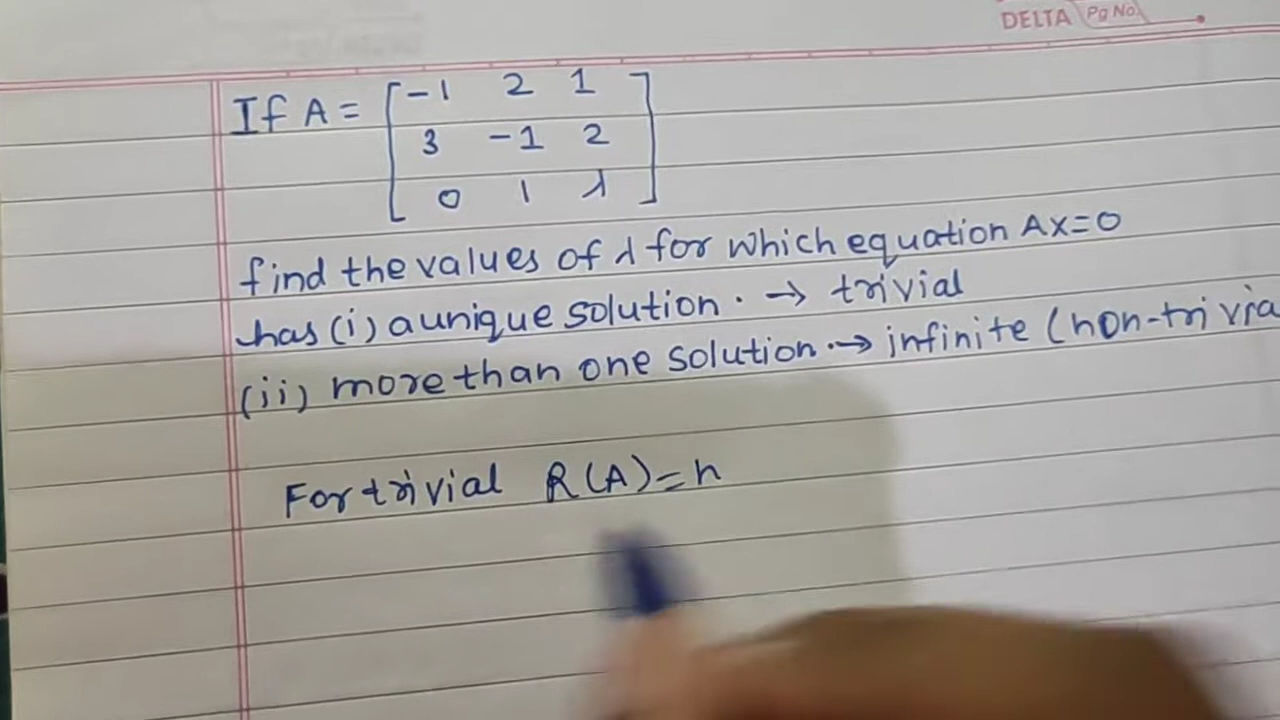 DELTA Pg No.
If A = [ -1 2 1
3 -1 2
0 1 λ ]
find the values of λ for which equation AX=0
has (i) a unique solution. → trivial
(ii) more than one solution. → infinite (non-trivia
For trivial R(A)=n